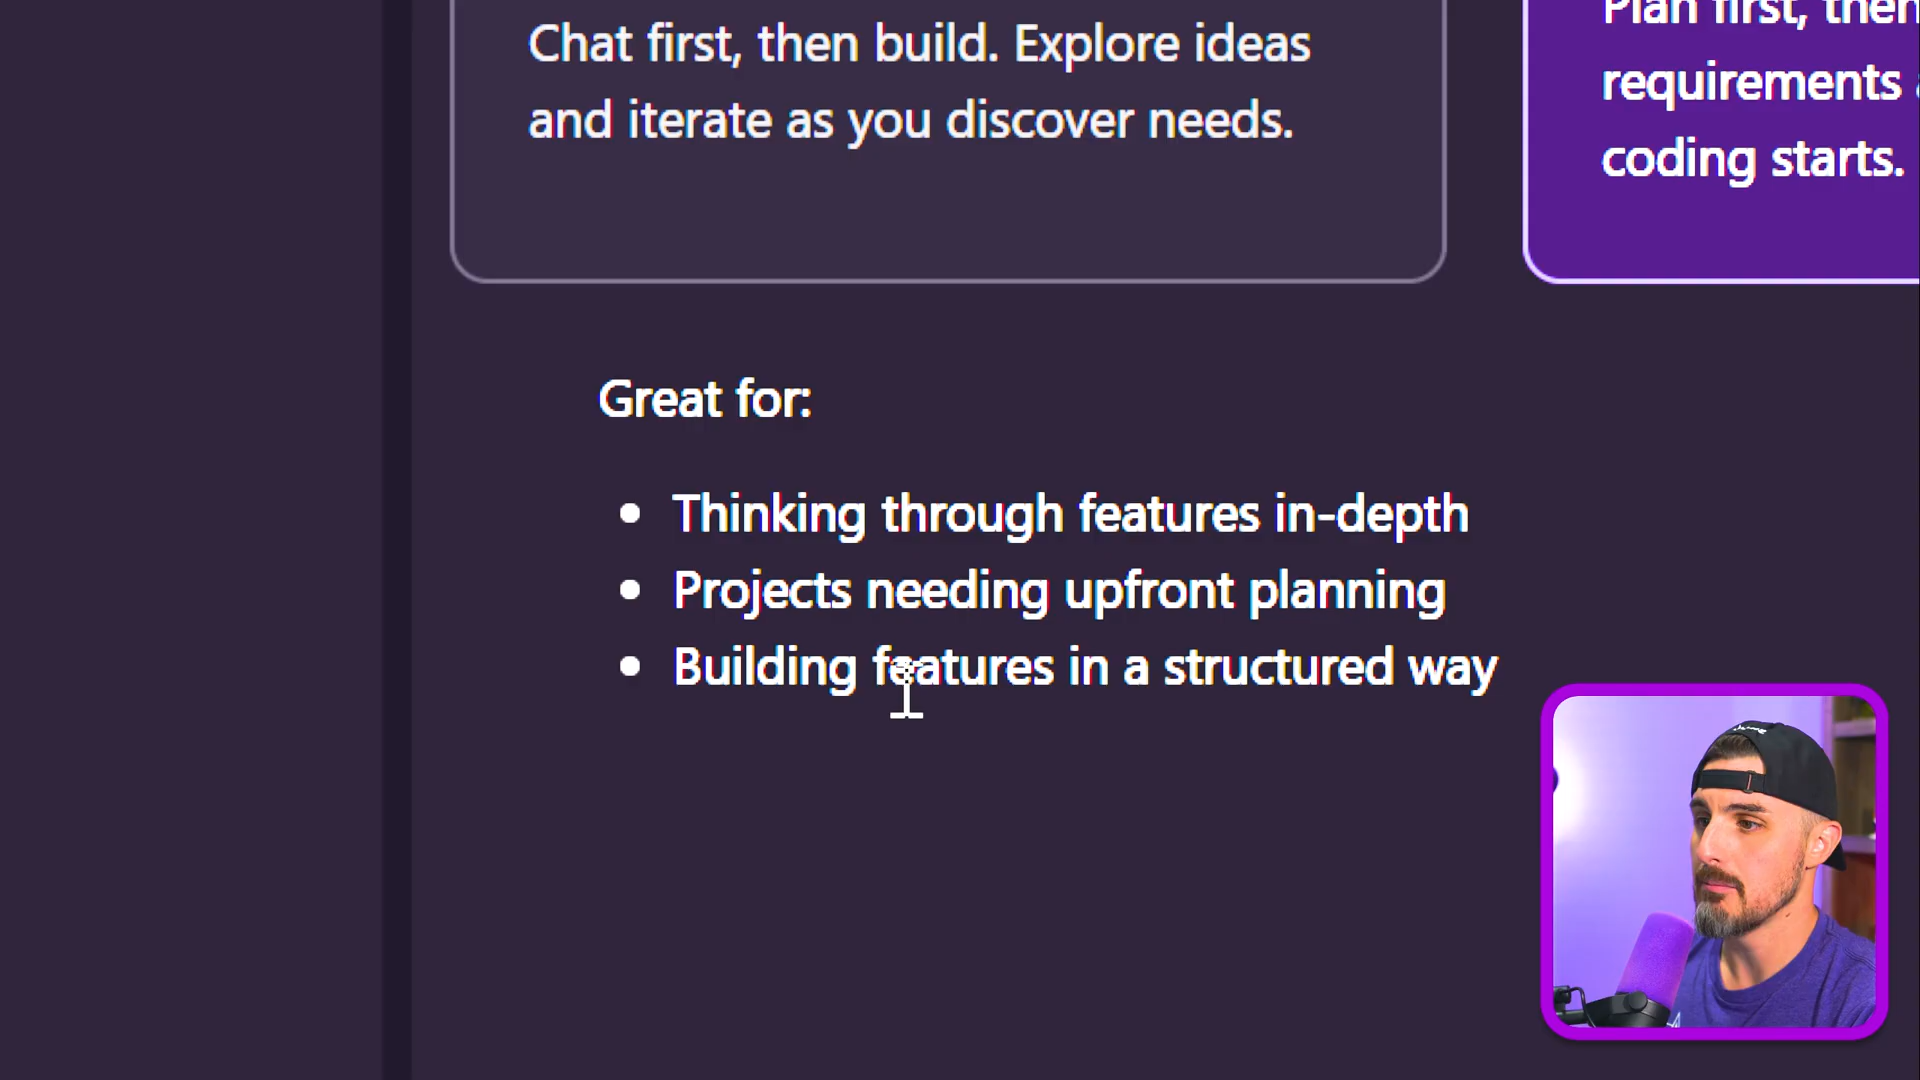 Chat first, then build. Explore ideas
and iterate as you discover needs.
Plan first, then
requirements
coding starts.
Great for:
• Thinking through features in-depth
• Projects needing upfront planning
• Building features in a structured way